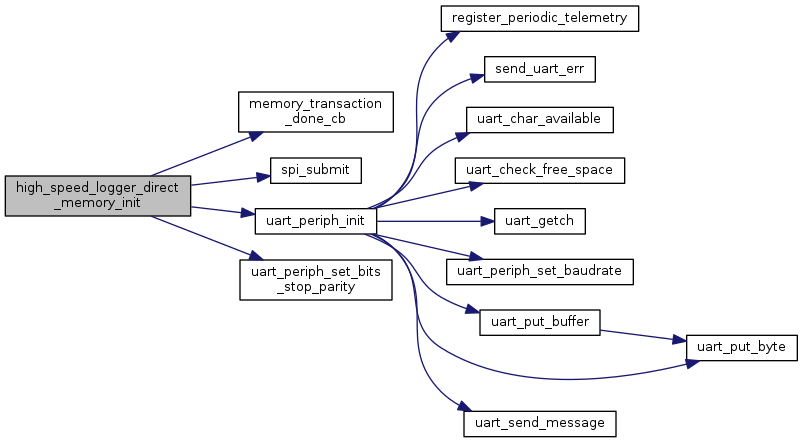 register_periodic_telemetry
send_uart_err
memory_transaction
_done_cb
uart_char_available
spi_submit
uart_check_free_space
high_speed_logger_direct
_memory_init
uart_periph_init
uart_getch
uart_periph_set_bits
_stop_parity
uart_periph_set_baudrate
uart_put_buffer
uart_put_byte
uart_send_message